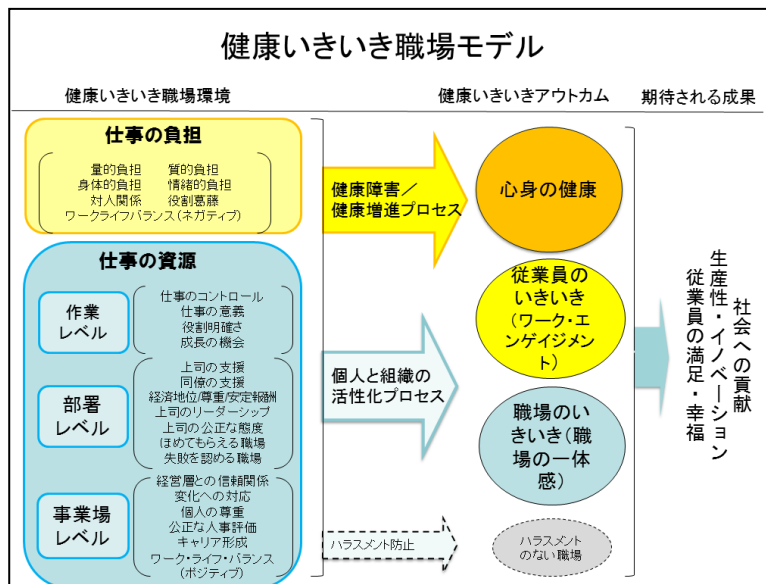 健康いきいき職場モデル
健康いきいき職場環境
健康いきいきアウトカム
期待される成果
仕事の負担
量的負担 質的負担
身体的負担 情緒的負担
対人関係 役割葛藤
ワークライフバランス(ネガティブ)
健康障害/
健康増進プロセス
心身の健康
仕事の資源
作業
レベル
仕事のコントロール
仕事の意義
役割明確さ
成長の機会
部署
レベル
上司の支援
同僚の支援
経済地位/尊重/安定報酬
上司のリーダーシップ
上司の公正な態度
ほめてもらえる職場
失敗を認める職場
事業場
レベル
経営層との信頼関係
変化への対応
個人の尊重
公正な人事評価
キャリア形成
ワーク・ライフ・バランス
(ポジティブ)
個人と組織の
活性化プロセス
ハラスメント防止
従業員の
いきいき
(ワーク・エ
ンゲイジメン
ト)
職場の
いきいき(職
場の一体
感)
ハラスメント
のない職場
社会への貢献
生産性・イノベーション
従業員の満足・幸福